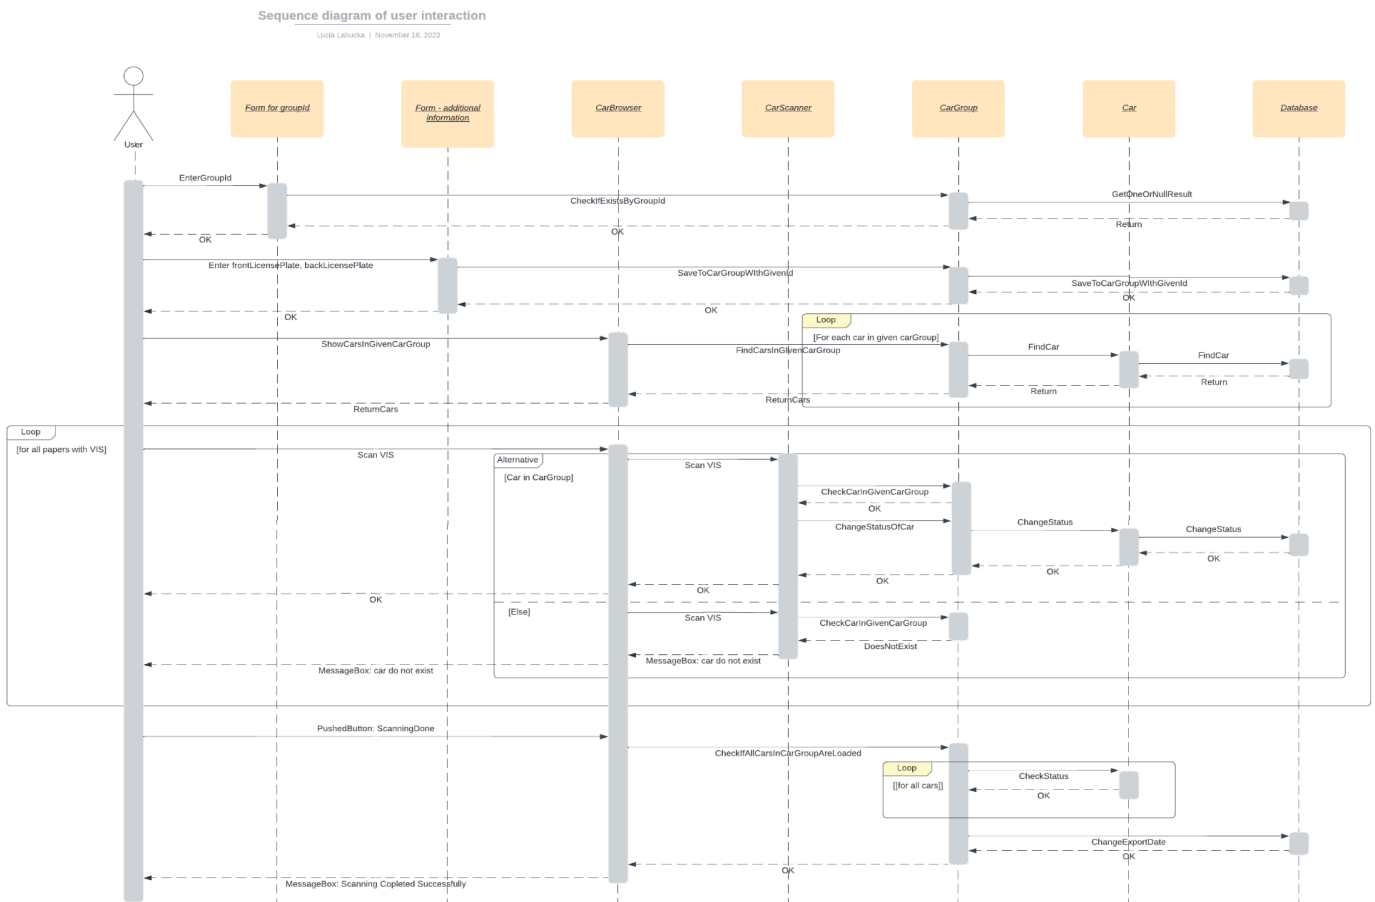 Sequence diagram of user interaction
Lucia Lahucka | November 18, 2023
User
Form for groupId
Form - additional
information
CarBrowser
CarScanner
CarGroup
Car
Database
EnterGroupId
CheckIfExistsByGroupId
GetOneOrNullResult
Return
OK
OK
Enter frontLicensePlate, backLicensePlate
SaveToCarGroupWIthGivenId
SaveToCarGroupWIthGivenId
OK
OK
OK
Loop
[For each car in given carGroup]
ShowCarsInGivenCarGroup
FindCarsInGivenCarGroup
FindCar
FindCar
Return
Return
ReturnCars
ReturnCars
Loop
[for all papers with VIS]
Scan VIS
Alternative
[Car in CarGroup]
Scan VIS
CheckCarInGivenCarGroup
OK
ChangeStatusOfCar
ChangeStatus
ChangeStatus
OK
OK
OK
OK
OK
[Else]
Scan VIS
CheckCarInGivenCarGroup
DoesNotExist
MessageBox: car do not exist
MessageBox: car do not exist
PushedButton: ScanningDone
CheckIfAllCarsInCarGroupAreLoaded
Loop
[[for all cars]]
CheckStatus
OK
ChangeExportDate
OK
OK
MessageBox: Scanning Copleted Successfully